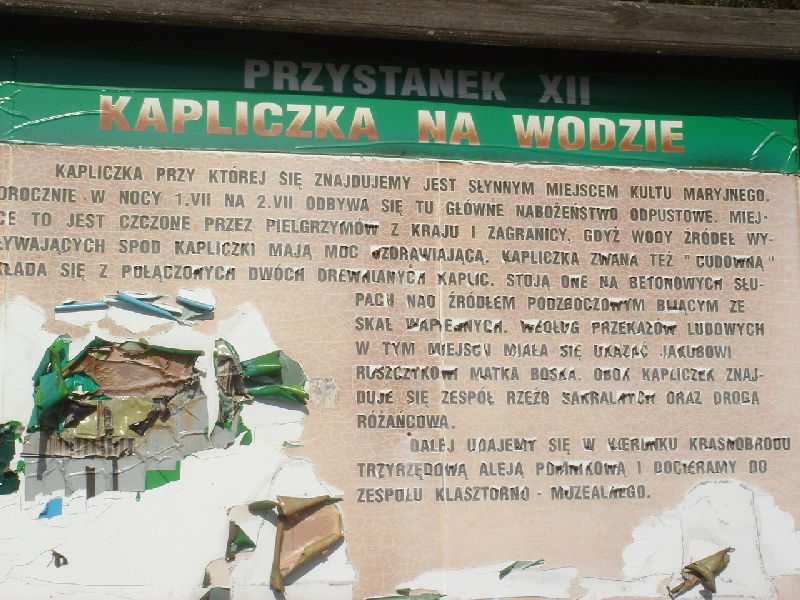 PRZYSTANEK XII
KAPLICZKA NA WODZIE
KAPLICZKA PRZY KTÓREJ SIĘ ZNAJDUJEMY JEST SŁYNNYM MIEJSCEM KULTU MARYJNEGO.
DOROCZNIE W NOCY 1.VII NA 2.VII ODBYWA SIĘ TU GŁÓWNE NABOŻEŃSTWO ODPUSTOWE. MIEJ-
CE TO JEST CZCZONE PRZEZ PIELGRZYMÓW Z KRAJU I ZAGRANICY, GDYŻ WODY ŹRÓDEŁ WY-
ŁYWAJĄCYCH SPOD KAPLICZKI MAJĄ MOC UZDRAWIAJĄCĄ. KAPLICZKA ZWANA TEŻ "CUDOWNĄ"
KŁADA SIĘ Z POŁĄCZONYCH DWÓCH DREWNIANYCH KAPLIC. STOJĄ ONE NA BETONOWYCH SŁU-
PACH NAD ŹRÓDŁEM PODZBOCZOWYM BIJĄCYM ZE
SKAŁ WAPIENNYCH. WEDŁUG PRZEKAZÓW LUDOWYCH
W TYM MIEJSCU MIAŁA SIĘ UKAZAĆ JAKUBOWI
RUSZCZYKOWI MATKA BOSKA. OBOK KAPLICZEK ZNAJ-
DUJE SIĘ ZESPÓŁ RZEŹB SAKRALNYCH ORAZ DROGA
RÓŻAŃCOWA.
DALEJ UDAJEMY SIĘ W KIERUNKU KRASNOBRODU
TRZYRZĘDOWĄ ALEJĄ POMNIKOWĄ I DOCIERAMY DO
ZESPOŁU KLASZTORNO - MUZEALNEGO.